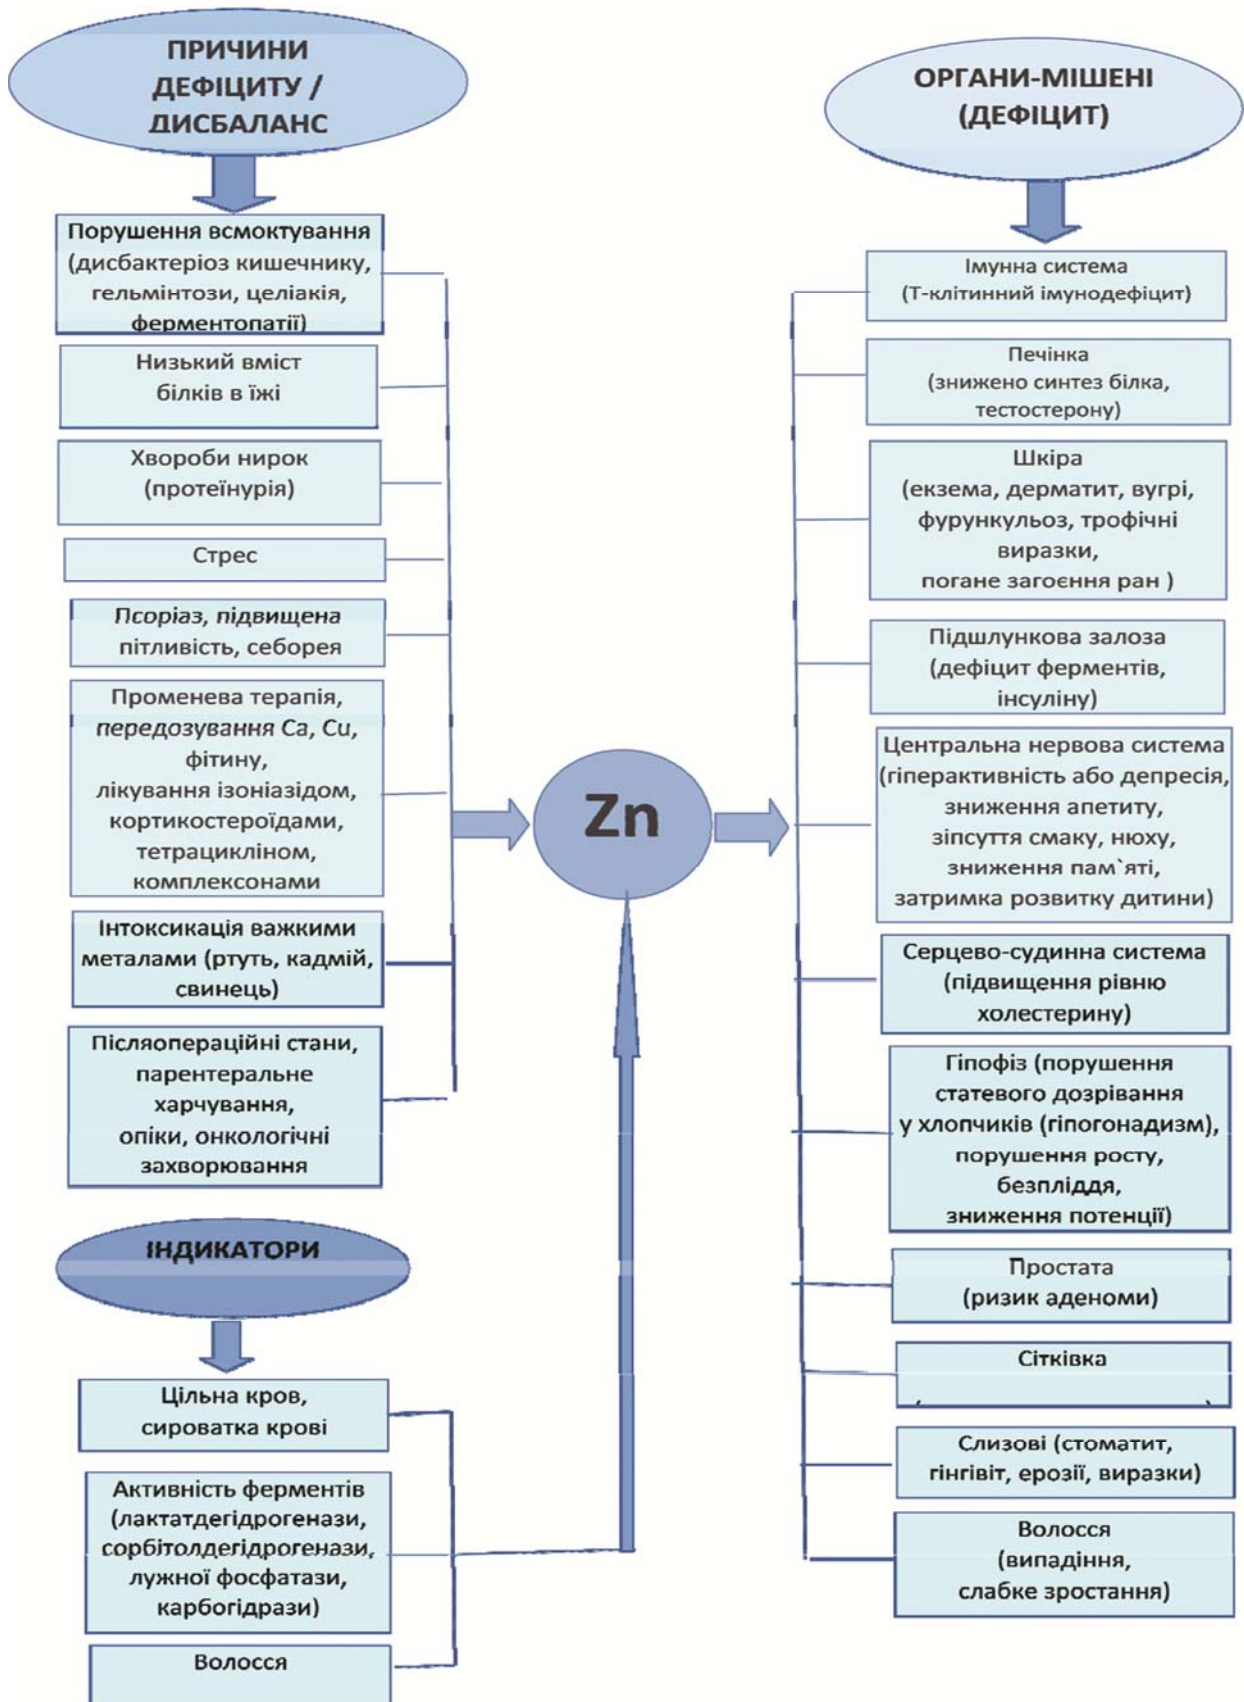 ПРИЧИНИ
ДЕФІЦИТУ /
ДИСБАЛАНС
Порушення всмоктування
(дисбактеріоз кишечнику,
гельмінтози, целіакія,
ферментопатії)
Низький вміст
білків в їжі
Хвороби нирок
(протеїнурія)
Стрес
Псоріаз, підвищена
пітливість, себорея
Променева терапія,
передозування Ca, Cu,
фітину,
лікування ізоніазідом,
кортикостероїдами,
тетрацикліном,
комплексонами
Інтоксикація важкими
металами (ртуть, кадмій,
свинець)
Післяопераційні стани,
парентеральне
харчування,
опіки, онкологічні
захворювання
ІНДИКАТОРИ
Цільна кров,
сироватка крові
Активність ферментів
(лактатдегідрогенази,
сорбітолдегідрогенази,
лужної фосфатази,
карбогідрази)
Волосся
Zn
ОРГАНИ-МІШЕНІ
(ДЕФІЦИТ)
Імунна система
(Т-клітинний імунодефіцит)
Печінка
(знижено синтез білка,
тестостерону)
Шкіра
(екзема, дерматит, вугрі,
фурункульоз, трофічні
виразки,
погане загоєння ран )
Підшлункова залоза
(дефіцит ферментів,
інсуліну)
Центральна нервова система
(гіперактивність або депресія,
зниження апетиту,
зіпсуття смаку, нюху,
зниження пам`яті,
затримка розвитку дитини)
Серцево-судинна система
(підвищення рівню
холестерину)
Гіпофіз (порушення
статевого дозрівання
у хлопчиків (гіпогонадизм),
порушення росту,
безпліддя,
зниження потенції)
Простата
(ризик аденоми)
Сітківка
Слизові (стоматит,
гінгівіт, ерозії, виразки)
Волосся
(випадіння,
слабке зростання)